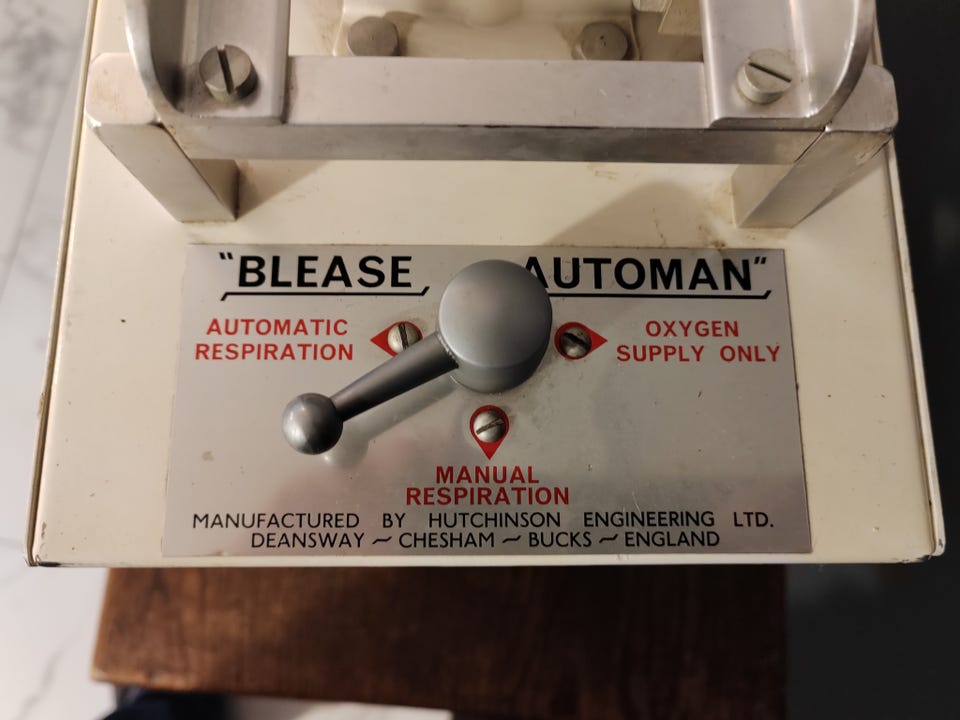 "BLEASE AUTOMAN"
AUTOMATIC
RESPIRATION
OXYGEN
SUPPLY ONLY
MANUAL
RESPIRATION
MANUFACTURED BY HUTCHINSON ENGINEERING LTD.
DEANSWAY ~ CHESHAM ~ BUCKS ~ ENGLAND